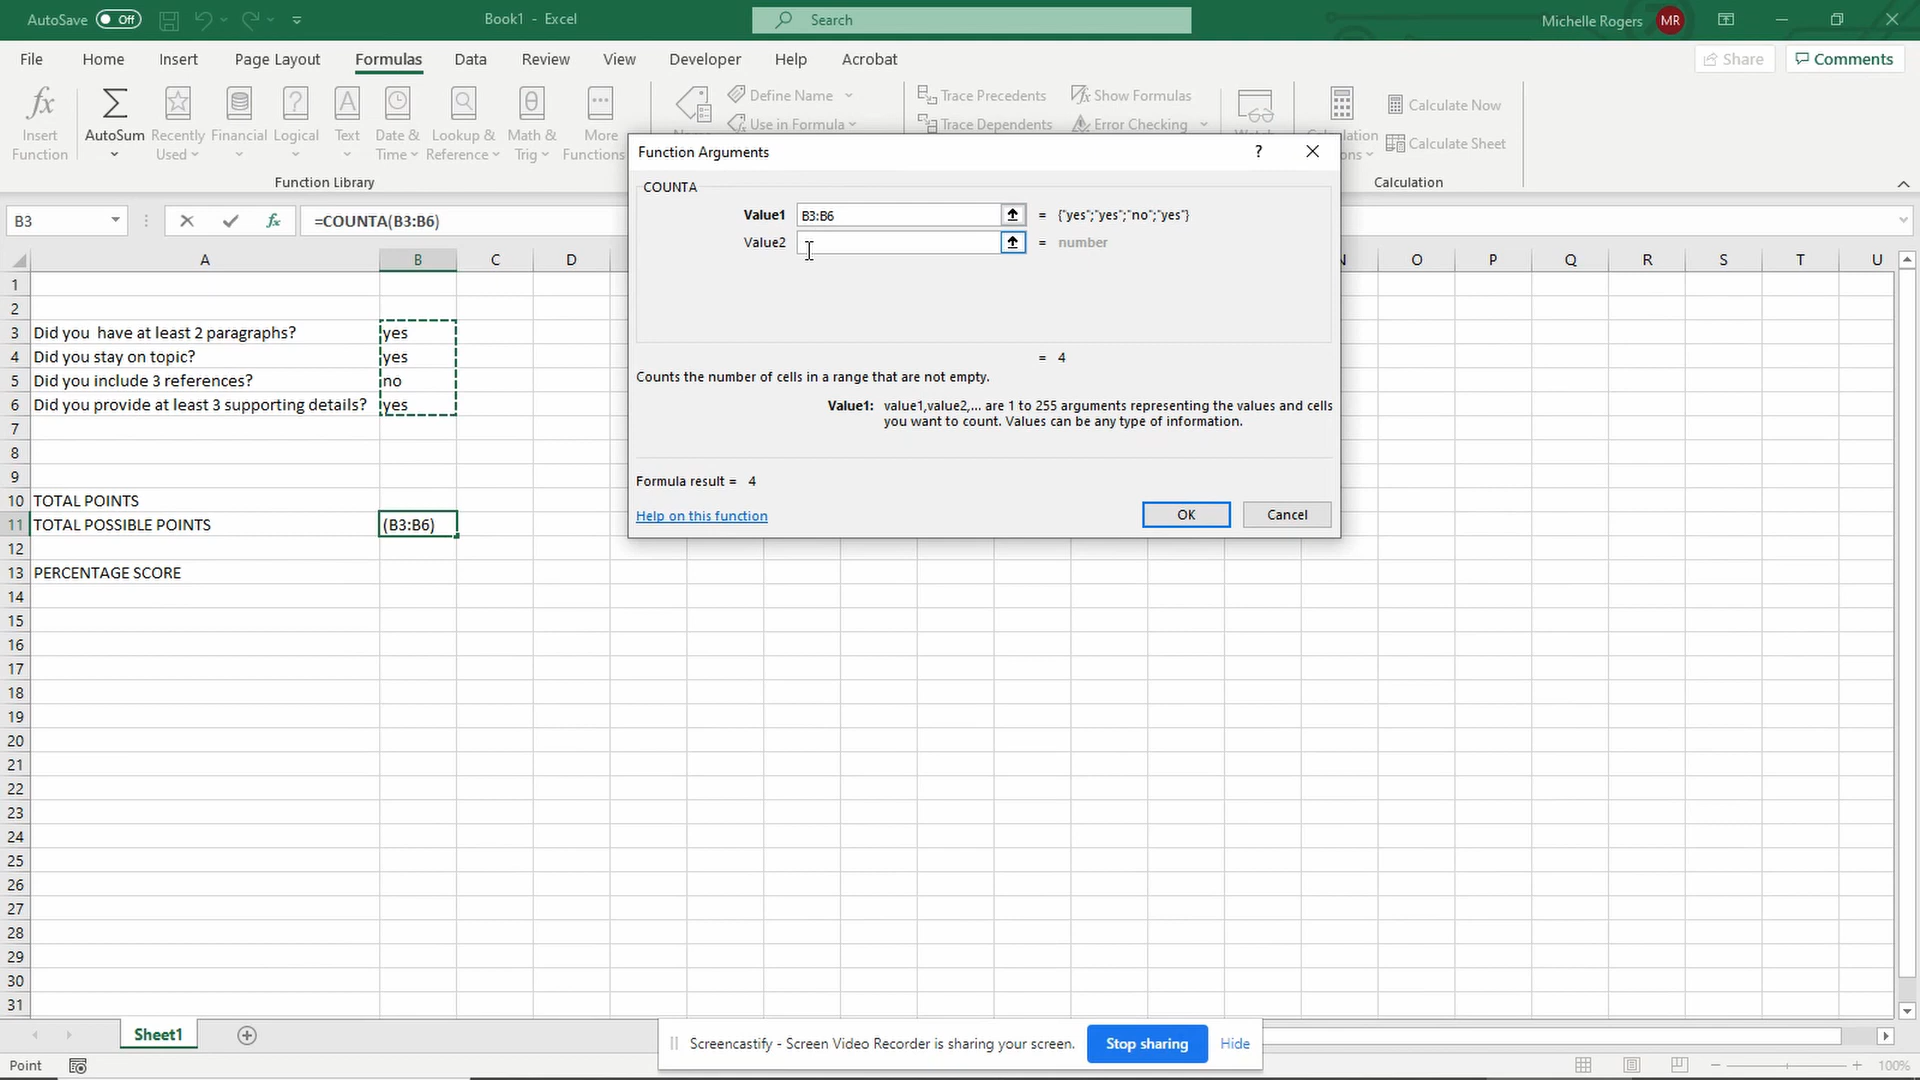 AutoSave Off Book1 - Excel Search Michelle Rogers MR
File Home Insert Page Layout Formulas Data Review View Developer Help Acrobat Share Comments
fx Σ θ
Insert Function
AutoSum
Recently Used
Financial
Logical
Text
Date & Time
Lookup & Reference
Math & Trig
More Functions
Define Name
Use in Formula
Trace Precedents
Trace Dependents
Show Formulas
Error Checking
Calculate Now
Calculate Sheet
Function Library
Calculation
B3 fx =COUNTA(B3:B6)
A B C D O P Q R S T U
1
2
3 Did you  have at least 2 paragraphs? yes
4 Did you stay on topic? yes
5 Did you include 3 references? no
6 Did you provide at least 3 supporting details? yes
7
8
9
10 TOTAL POINTS
11 TOTAL POSSIBLE POINTS (B3:B6)
12
13 PERCENTAGE SCORE
14
15
16
17
18
19
20
21
22
23
24
25
26
27
28
29
30
31
Function Arguments ?
COUNTA
Value1 B3:B6 = {"yes";"yes";"no";"yes"}
Value2 = number
= 4
Counts the number of cells in a range that are not empty.
Value1: value1,value2,... are 1 to 255 arguments representing the values and cells
you want to count. Values can be any type of information.
Formula result = 4
Help on this function OK Cancel
Sheet1
Screencastify - Screen Video Recorder is sharing your screen. Stop sharing Hide
Point 100%